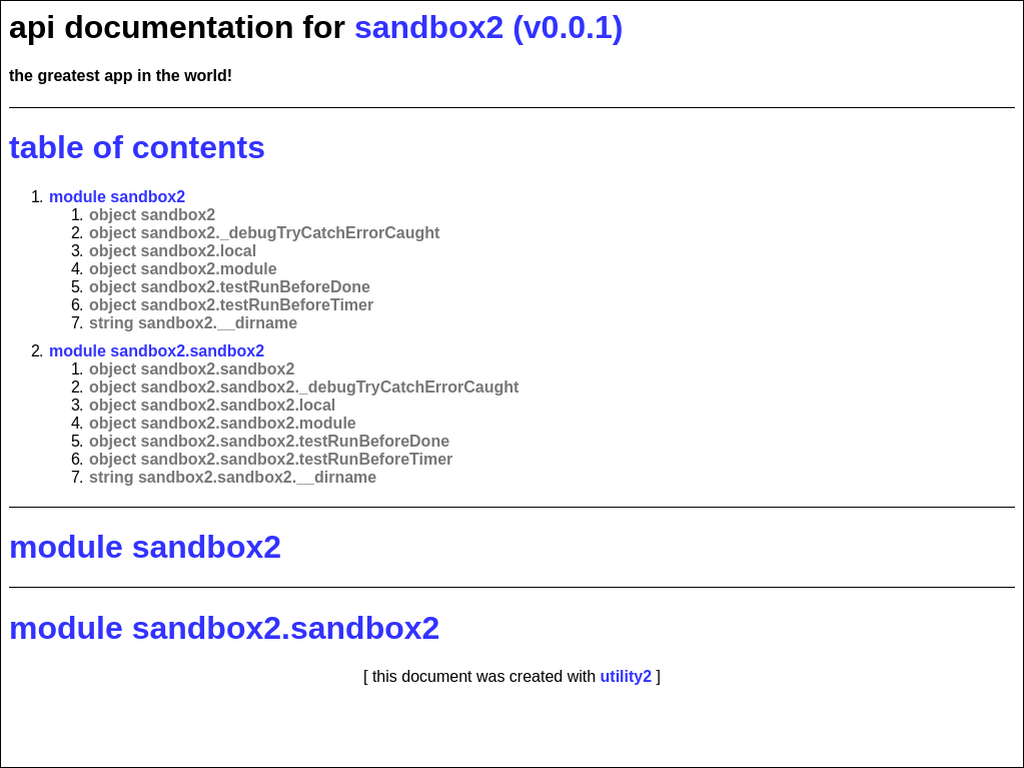 api documentation for sandbox2 (v0.0.1)
the greatest app in the world!
table of contents
1. module sandbox2
1. object sandbox2
2. object sandbox2._debugTryCatchErrorCaught
3. object sandbox2.local
4. object sandbox2.module
5. object sandbox2.testRunBeforeDone
6. object sandbox2.testRunBeforeTimer
7. string sandbox2.__dirname
2. module sandbox2.sandbox2
1. object sandbox2.sandbox2
2. object sandbox2.sandbox2._debugTryCatchErrorCaught
3. object sandbox2.sandbox2.local
4. object sandbox2.sandbox2.module
5. object sandbox2.sandbox2.testRunBeforeDone
6. object sandbox2.sandbox2.testRunBeforeTimer
7. string sandbox2.sandbox2.__dirname
module sandbox2
module sandbox2.sandbox2
[ this document was created with utility2 ]